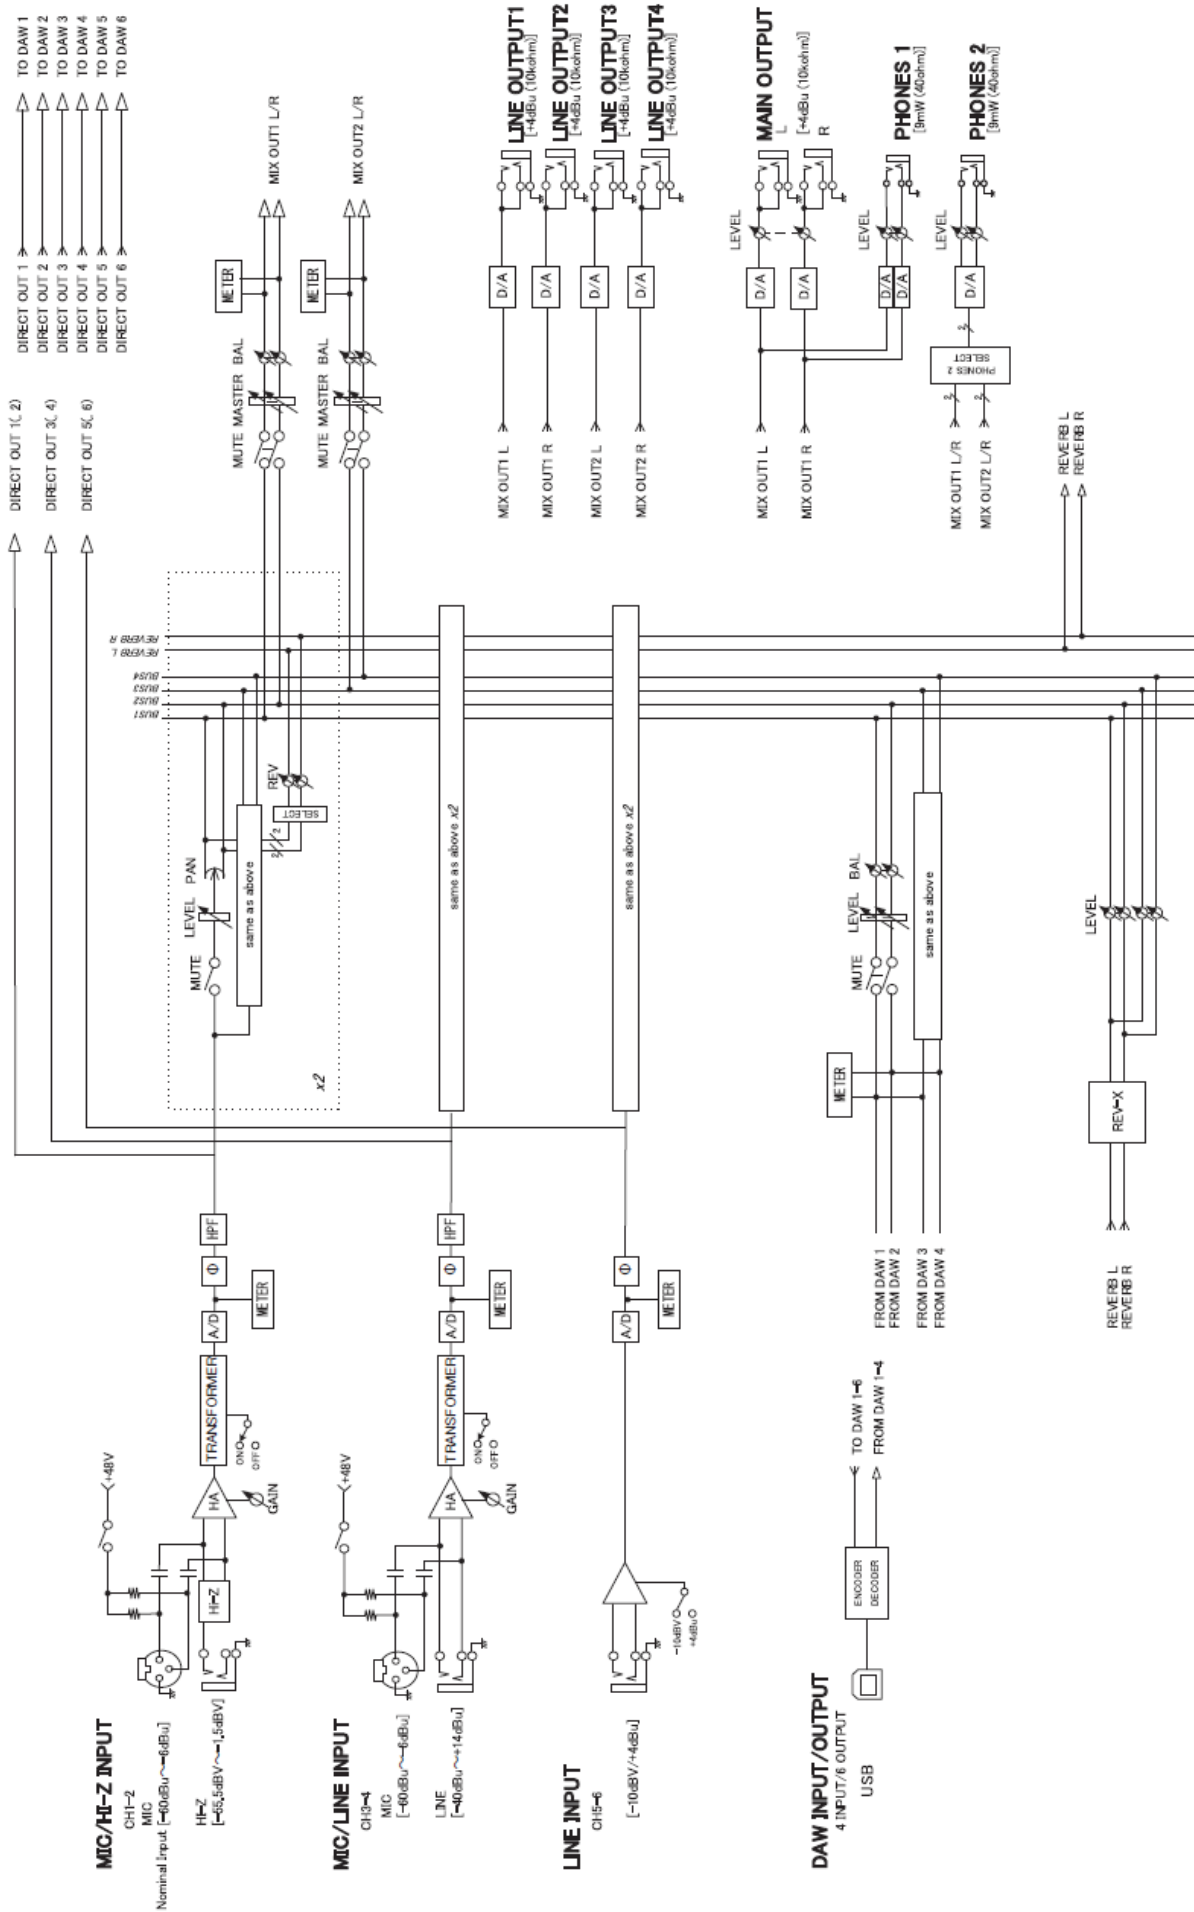 MIC/HI-Z INPUT
CH1-2
MIC
Nominal Input [-60dBu～-6dBu]
HI-Z
[-55.5dBV～-1.5dBV]
+48V
HI-Z
HA
GAIN
TRANSFORMER
ON
OFF
A/D
METER
Φ
HPF
MUTE
LEVEL
PAN
same as above
x2
2
2
SELECT
REV
BUS1
BUS2
BUS3
BUS4
REVERB L
REVERB R
DIRECT OUT 1(, 2)
DIRECT OUT 3(, 4)
DIRECT OUT 5(, 6)
DIRECT OUT 1 TO DAW 1
DIRECT OUT 2 TO DAW 2
DIRECT OUT 3 TO DAW 3
DIRECT OUT 4 TO DAW 4
DIRECT OUT 5 TO DAW 5
DIRECT OUT 6 TO DAW 6
MUTE MASTER BAL
METER
MIX OUT1 L/R
MUTE MASTER BAL
METER
MIX OUT2 L/R
MIC/LINE INPUT
CH3-4
MIC
[-60dBu～-6dBu]
LINE
[-40dBu～+14dBu]
+48V
HA
GAIN
TRANSFORMER
ON
OFF
A/D
METER
Φ
HPF
same as above x2
MIX OUT1 L
D/A
LINE OUTPUT1
[+4dBu (10kohm)]
MIX OUT1 R
D/A
LINE OUTPUT2
[+4dBu (10kohm)]
MIX OUT2 L
D/A
LINE OUTPUT3
[+4dBu (10kohm)]
MIX OUT2 R
D/A
LINE OUTPUT4
[+4dBu (10kohm)]
LINE INPUT
CH5-6
[-10dBV/+4dBu]
-10dBV
+4dBu
A/D
METER
Φ
same as above x2
MIX OUT1 L
MIX OUT1 R
D/A
D/A
LEVEL
MAIN OUTPUT
L
[+4dBu (10kohm)]
R
D/A
D/A
LEVEL
PHONES 1
[9mW (40ohm)]
MIX OUT1 L/R
MIX OUT2 L/R
2
2
PHONES 2
SELECT
2
D/A
LEVEL
PHONES 2
[9mW (40ohm)]
DAW INPUT/OUTPUT
4 INPUT/6 OUTPUT
USB
ENCODER
DECODER
TO DAW 1-6
FROM DAW 1-4
FROM DAW 1
FROM DAW 2
FROM DAW 3
FROM DAW 4
METER
MUTE
LEVEL
BAL
same as above
REVERB L
REVERB R
REV-X
LEVEL
REVERB L
REVERB R